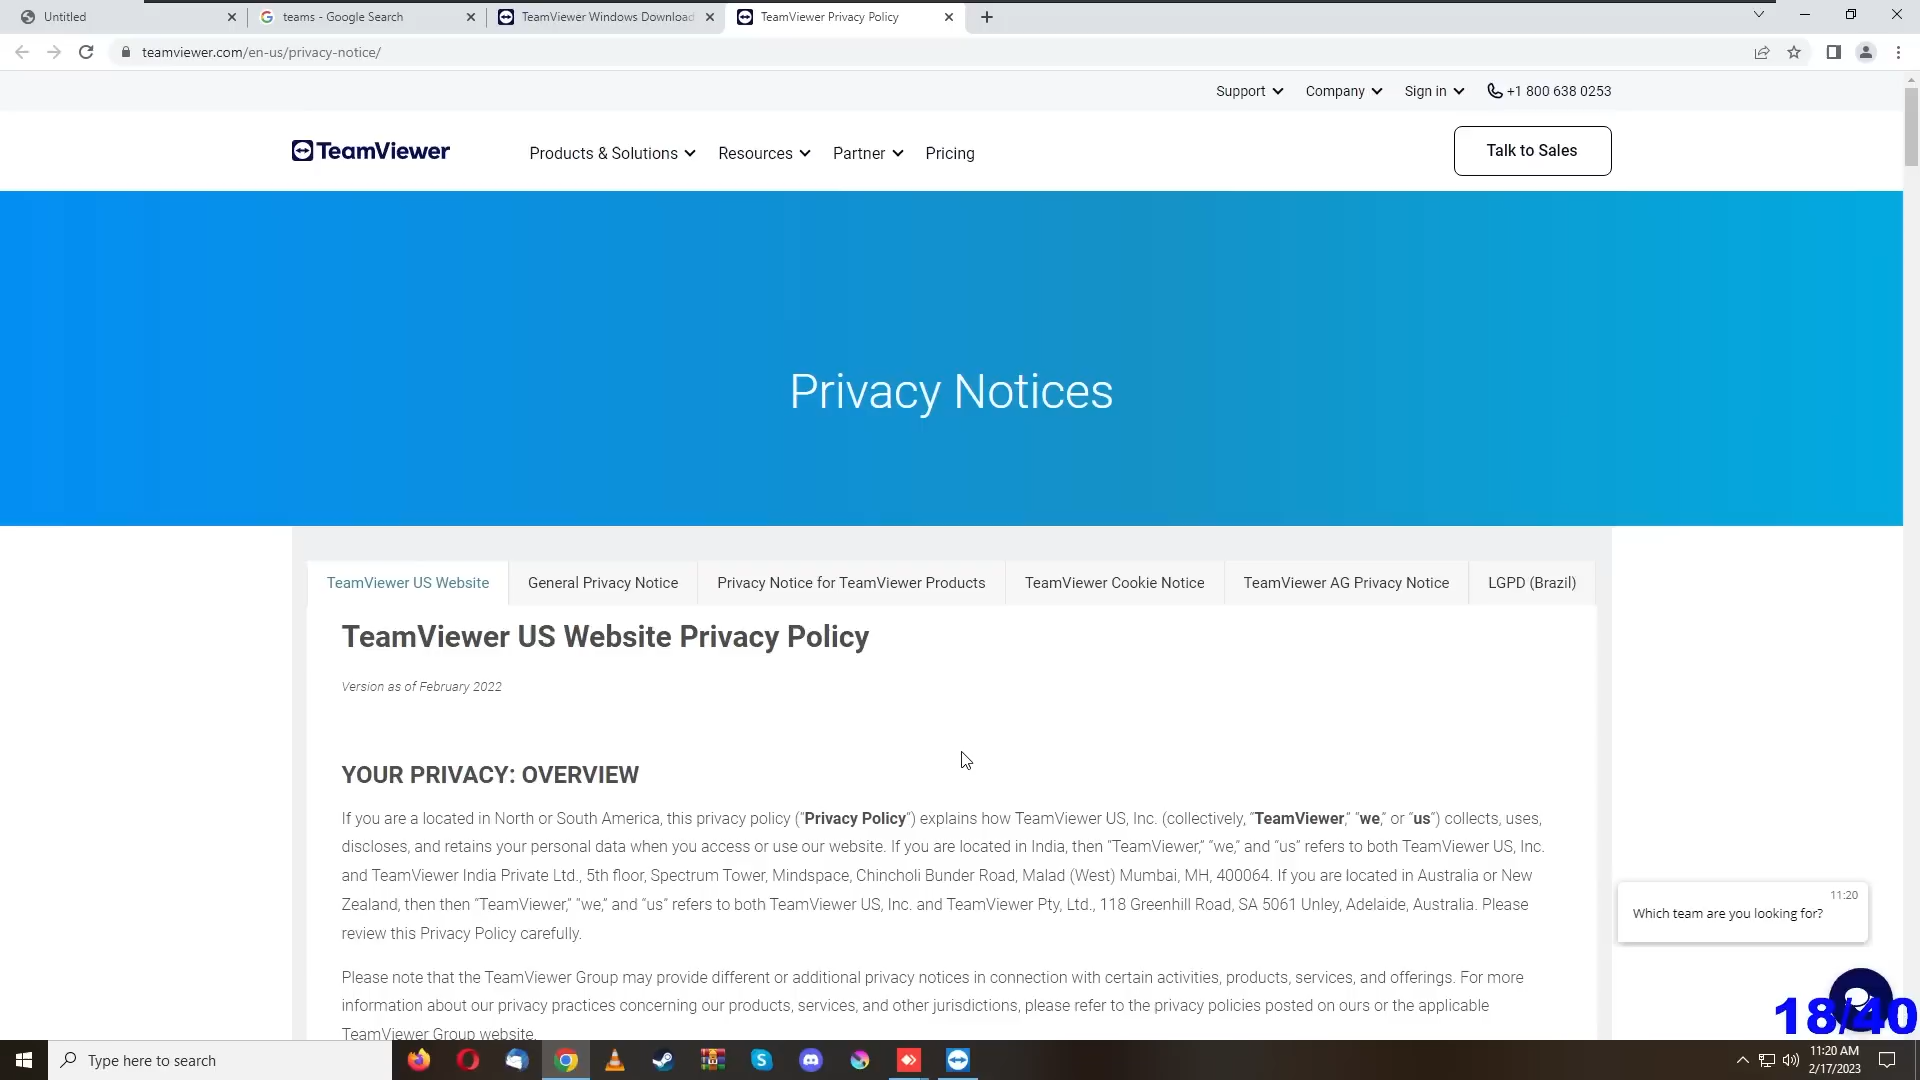 Untitled
teams - Google Search
TeamViewer Windows Download
TeamViewer Privacy Policy
teamviewer.com/en-us/privacy-notice/
Support
Company
Sign in
+1 800 638 0253
TeamViewer
Products & Solutions
Resources
Partner
Pricing
Talk to Sales
Privacy Notices
TeamViewer US Website
General Privacy Notice
Privacy Notice for TeamViewer Products
TeamViewer Cookie Notice
TeamViewer AG Privacy Notice
LGPD (Brazil)
TeamViewer US Website Privacy Policy
Version as of February 2022
YOUR PRIVACY: OVERVIEW
If you are a located in North or South America, this privacy policy (“Privacy Policy”) explains how TeamViewer US, Inc. (collectively, “TeamViewer,” “we,” or “us”) collects, uses,
discloses, and retains your personal data when you access or use our website. If you are located in India, then “TeamViewer,” “we,” and “us” refers to both TeamViewer US, Inc.
and TeamViewer India Private Ltd., 5th floor, Spectrum Tower, Mindspace, Chincholi Bunder Road, Malad (West) Mumbai, MH, 400064. If you are located in Australia or New
Zealand, then then “TeamViewer,” “we,” and “us” refers to both TeamViewer US, Inc. and TeamViewer Pty, Ltd., 118 Greenhill Road, SA 5061 Unley, Adelaide, Australia. Please
review this Privacy Policy carefully.
Please note that the TeamViewer Group may provide different or additional privacy notices in connection with certain activities, products, services, and offerings. For more
information about our privacy practices concerning our products, services, and other jurisdictions, please refer to the privacy policies posted on ours or the applicable
TeamViewer Group website.
11:20
Which team are you looking for?
18/40
Type here to search
11:20 AM
2/17/2023